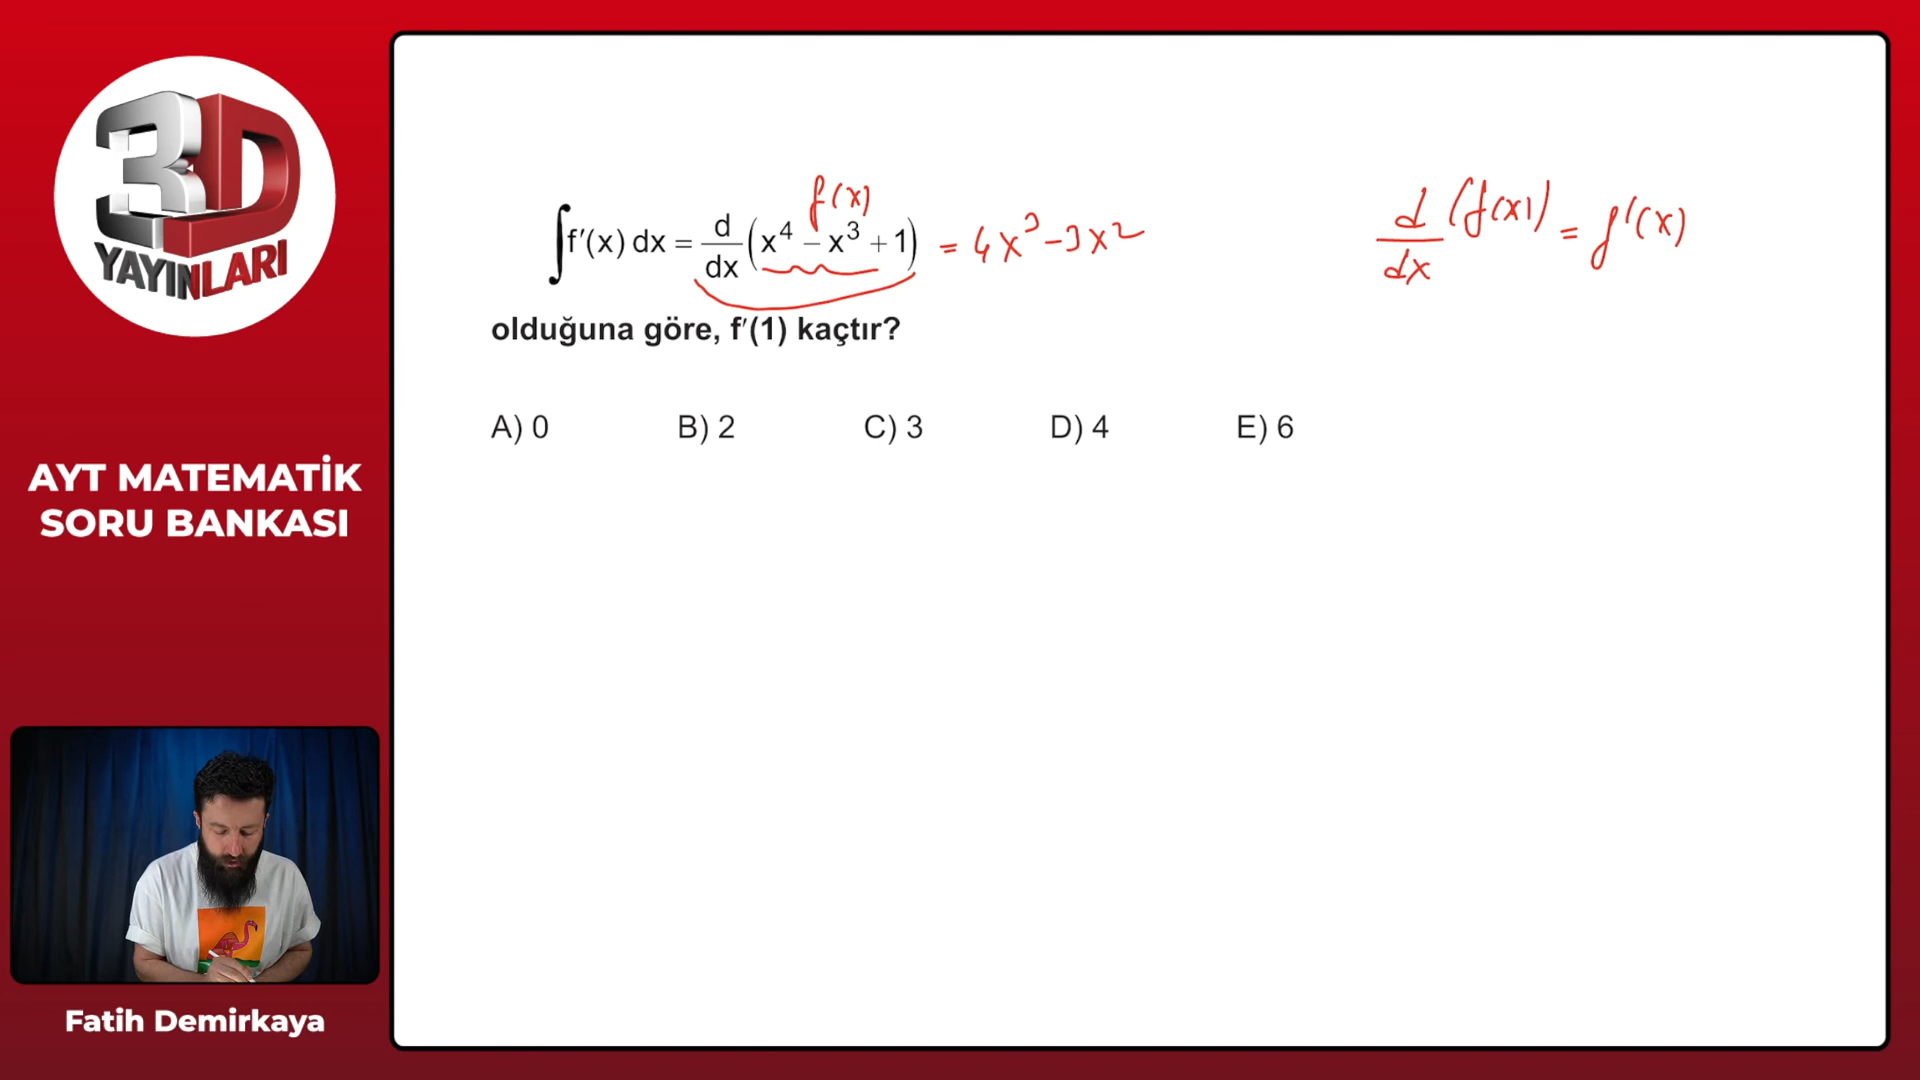 3D
YAYINLARI
AYT MATEMATİK
SORU BANKASI
Fatih Demirkaya
f(x)
∫f′(x) dx = d/dx (x⁴ – x³ + 1) = 4x³ – 3x²
d/dx (f(x)) = f′(x)
olduğuna göre, f′(1) kaçtır?
A) 0 B) 2 C) 3 D) 4 E) 6